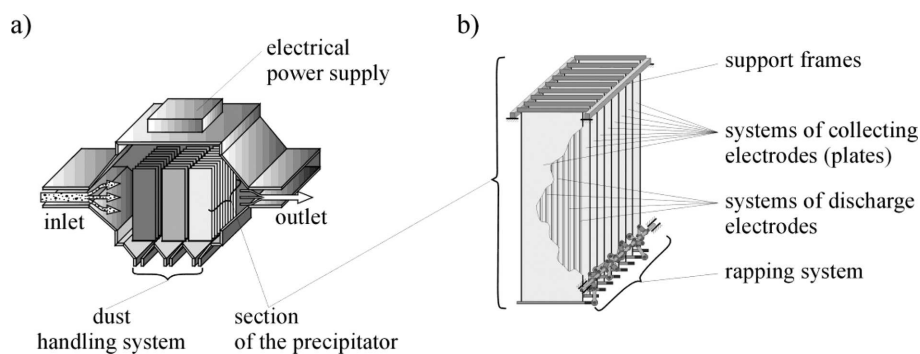 a)
electrical
power supply
inlet
outlet
dust
handling system
section
of the precipitator
b)
support frames
systems of collecting
electrodes (plates)
systems of discharge
electrodes
rapping system